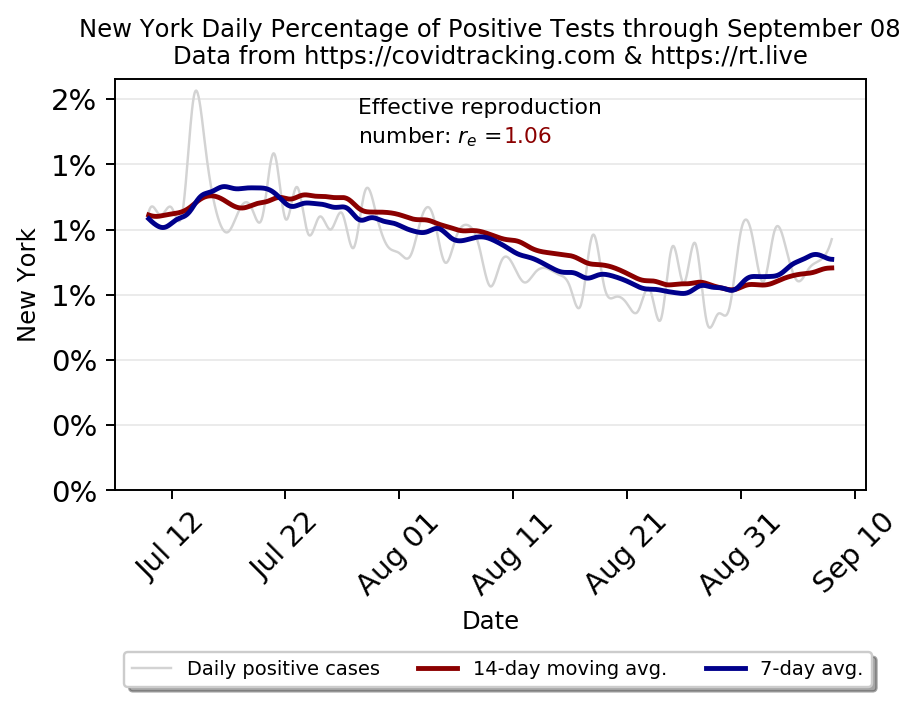 New York Daily Percentage of Positive Tests through September 08
Data from https://covidtracking.com & https://rt.live
Effective reproduction
number: rₑ =1.06
2%
1%
1%
1%
0%
0%
0%
New York
Jul 12
Jul 22
Aug 01
Aug 11
Aug 21
Aug 31
Sep 10
Date
Daily positive cases
14-day moving avg.
7-day avg.